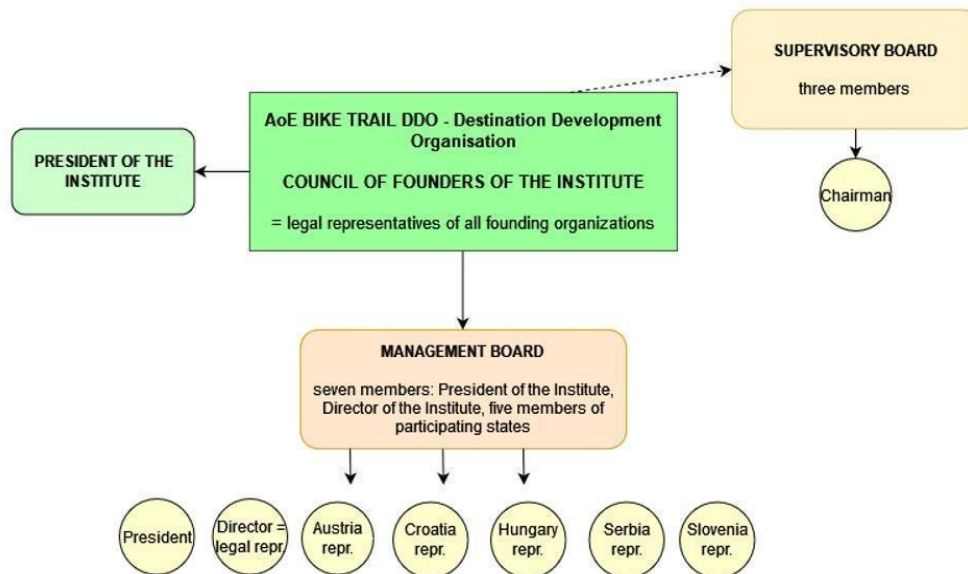 SUPERVISORY BOARD
three members
Chairman
AoE BIKE TRAIL DDO - Destination Development
Organisation
COUNCIL OF FOUNDERS OF THE INSTITUTE
= legal representatives of all founding organizations
PRESIDENT OF THE
INSTITUTE
MANAGEMENT BOARD
seven members: President of the Institute,
Director of the Institute, five members of
participating states
President
Director =
legal repr.
Austria
repr.
Croatia
repr.
Hungary
repr.
Serbia
repr.
Slovenia
repr.